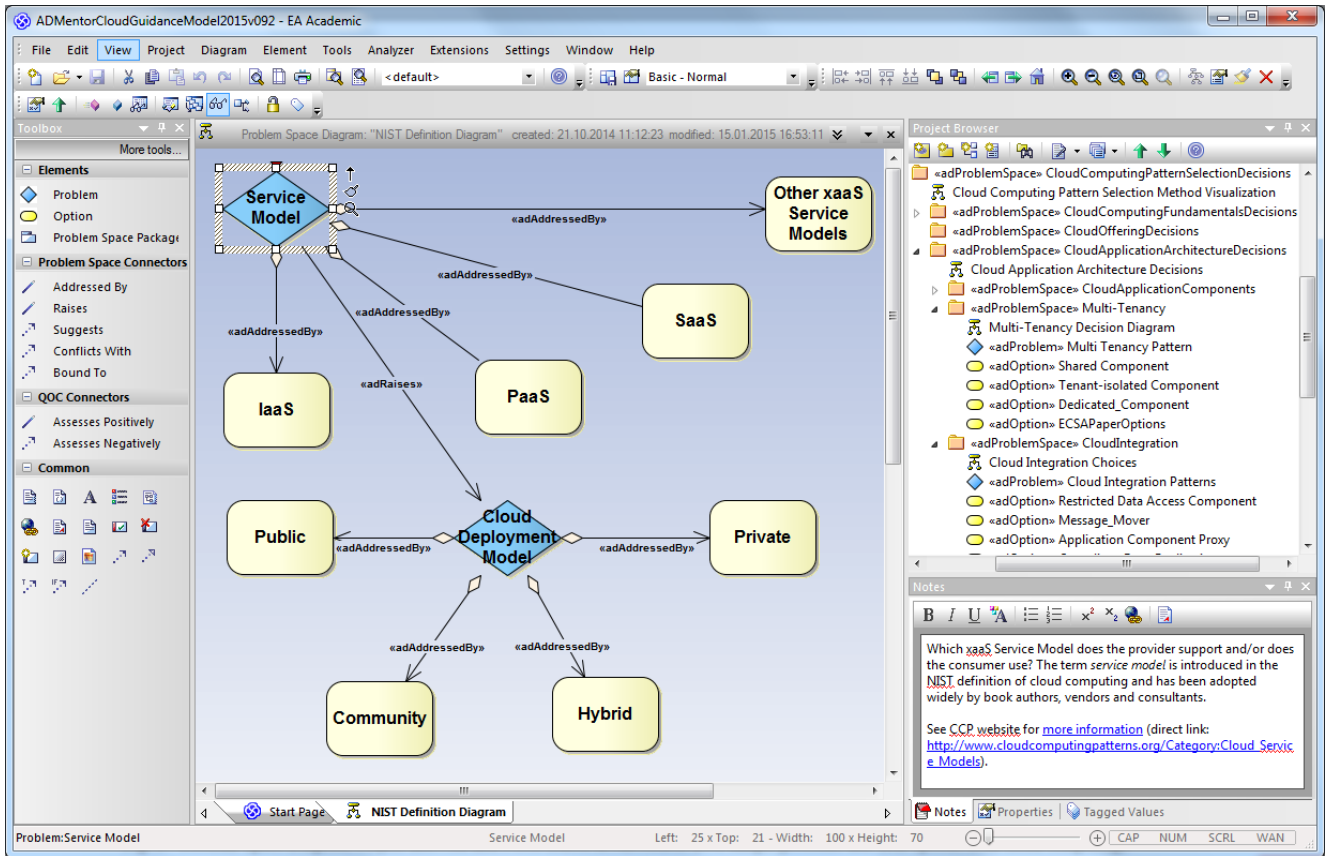 ADMentorCloudGuidanceModel2015v092 - EA Academic
File Edit View Project Diagram Element Tools Analyzer Extensions Settings Window Help
<default>
Basic - Normal
Toolbox
More tools...
Elements
Problem
Option
Problem Space Package
Problem Space Connectors
Addressed By
Raises
Suggests
Conflicts With
Bound To
QOC Connectors
Assesses Positively
Assesses Negatively
Common
Problem Space Diagram: "NIST Definition Diagram" created: 21.10.2014 11:12:23 modified: 15.01.2015 16:53:11
Service
Model
«adAddressedBy»
Other xaaS
Service
Models
«adAddressedBy»
SaaS
«adAddressedBy»
«adAddressedBy»
«adRaises»
PaaS
IaaS
Public
«adAddressedBy»
Cloud
Deployment
Model
«adAddressedBy»
Private
«adAddressedBy»
«adAddressedBy»
Community
Hybrid
Start Page
NIST Definition Diagram
Project Browser
«adProblemSpace» CloudComputingPatternSelectionDecisions
Cloud Computing Pattern Selection Method Visualization
«adProblemSpace» CloudComputingFundamentalsDecisions
«adProblemSpace» CloudOfferingDecisions
«adProblemSpace» CloudApplicationArchitectureDecisions
Cloud Application Architecture Decisions
«adProblemSpace» CloudApplicationComponents
«adProblemSpace» Multi-Tenancy
Multi-Tenancy Decision Diagram
«adProblem» Multi Tenancy Pattern
«adOption» Shared Component
«adOption» Tenant-isolated Component
«adOption» Dedicated_Component
«adOption» ECSAPaperOptions
«adProblemSpace» CloudIntegration
Cloud Integration Choices
«adProblem» Cloud Integration Patterns
«adOption» Restricted Data Access Component
«adOption» Message_Mover
«adOption» Application Component Proxy
Notes
B I U A
Which xaaS Service Model does the provider support and/or does
the consumer use? The term service model is introduced in the
NIST definition of cloud computing and has been adopted
widely by book authors, vendors and consultants.
See CCP website for more information (direct link:
http://www.cloudcomputingpatterns.org/Category:Cloud_Servic
e_Models).
Notes Properties Tagged Values
Problem:Service Model
Service Model
Left: 25 x Top: 21 - Width: 100 x Height: 70
CAP NUM SCRL WAN